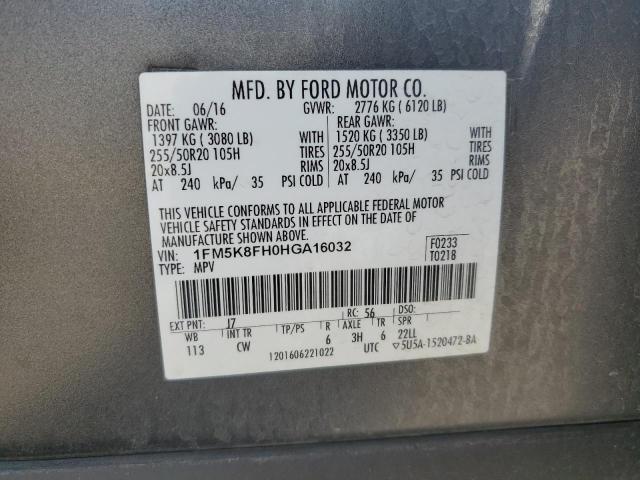 MFD. BY FORD MOTOR CO.
DATE: 06/16 GVWR: 2776 KG ( 6120 LB)
FRONT GAWR: REAR GAWR:
1397 KG ( 3080 LB) WITH 1520 KG ( 3350 LB) WITH
255/50R20 105H TIRES 255/50R20 105H TIRES
20x8.5J RIMS 20x8.5J RIMS
AT 240 kPa/ 35 PSI COLD AT 240 kPa/ 35 PSI COLD
THIS VEHICLE CONFORMS TO ALL APPLICABLE FEDERAL MOTOR
VEHICLE SAFETY STANDARDS IN EFFECT ON THE DATE OF
MANUFACTURE SHOWN ABOVE.
VIN: 1FM5K8FH0HGA16032 F0233
TYPE: MPV T0218
EXT PNT: J7 RC: 56 DSO:
WB INT TR TP/PS R AXLE TR SPR
113 CW 6 3H 6 22LL
1201606221022 UTC ▽5U5A-1520472-BA